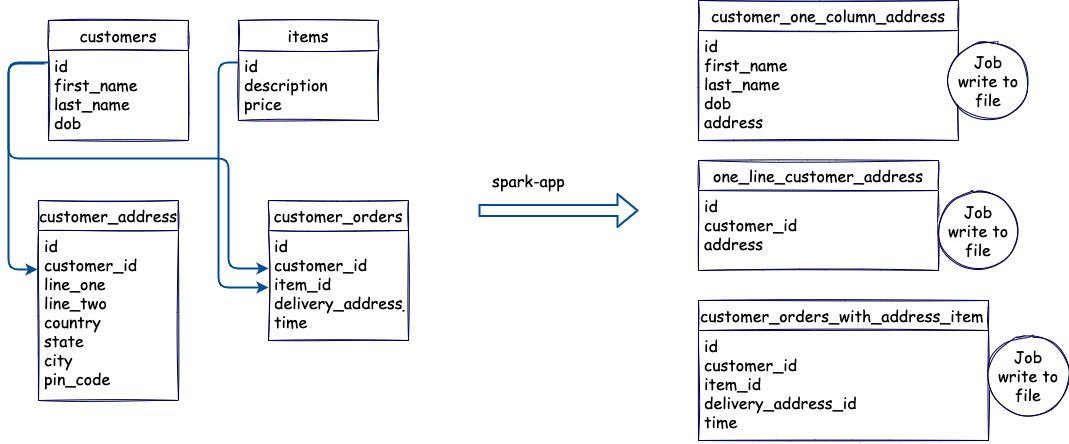 customers
id
first_name
last_name
dob
items
id
description
price
customer_address
id
customer_id
line_one
line_two
country
state
city
pin_code
customer_orders
id
customer_id
item_id
delivery_address_
time
spark-app
customer_one_column_address
id
first_name
last_name
dob
address
Job
write to
file
one_line_customer_address
id
customer_id
address
Job
write to
file
customer_orders_with_address_item
id
customer_id
item_id
delivery_address_id
time
Job
write to
file